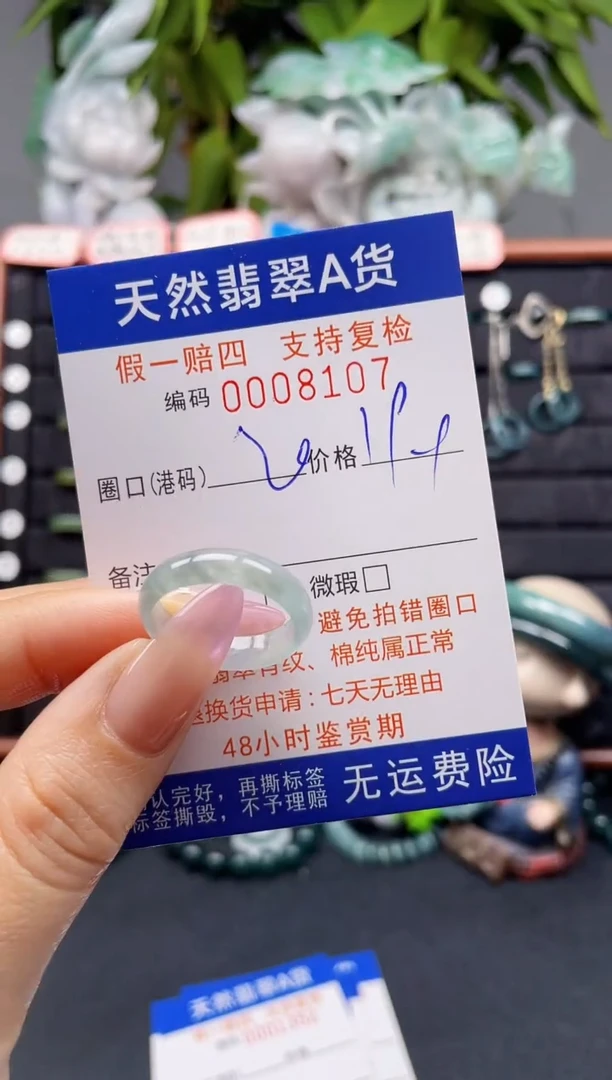 天然翡翠A货
假一赔四 支持复检
编码 0008107
圈口(港码) 价格
备注
微瑕□
避免拍错圈口
翡翠有纹、棉纯属正常
退换货申请:七天无理由
48小时鉴赏期
认完好,再撕标签
标签撕毁,不予理赔
无运费险
天然翡翠A货